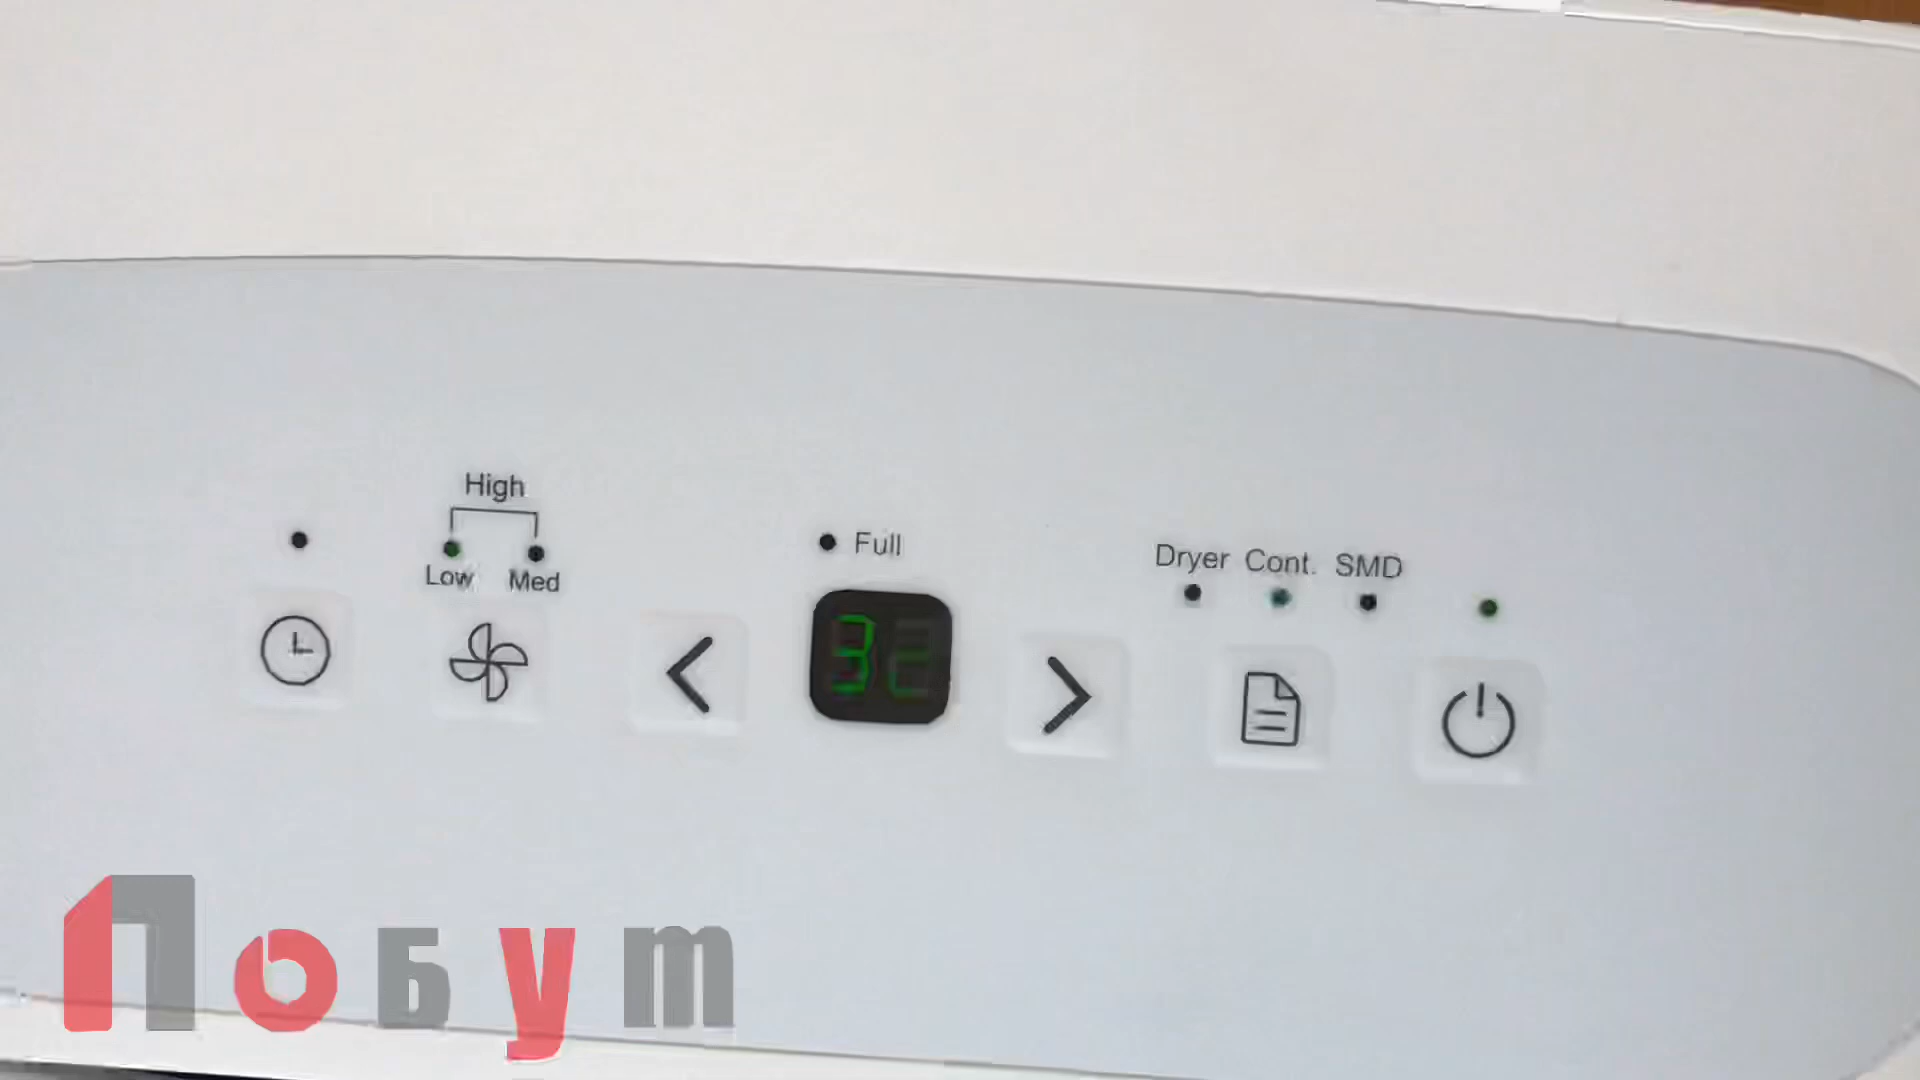 High
Low Med
Full
32
Dryer Cont. SMD
Побут